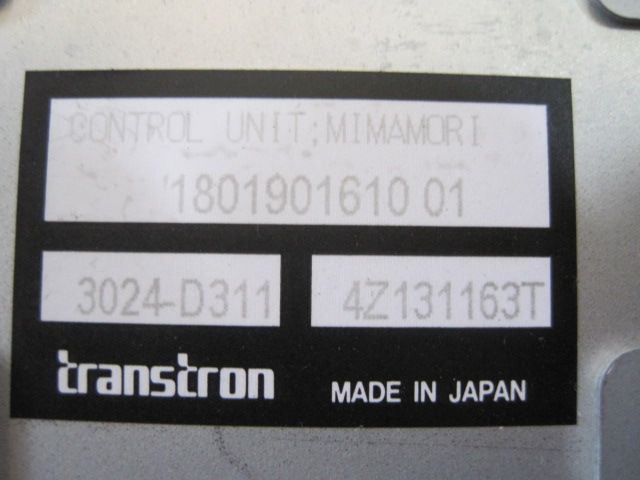 CONTROL UNIT;MIMAMORI
1801901610 01
3024-D311 4Z131163T
transtron MADE IN JAPAN